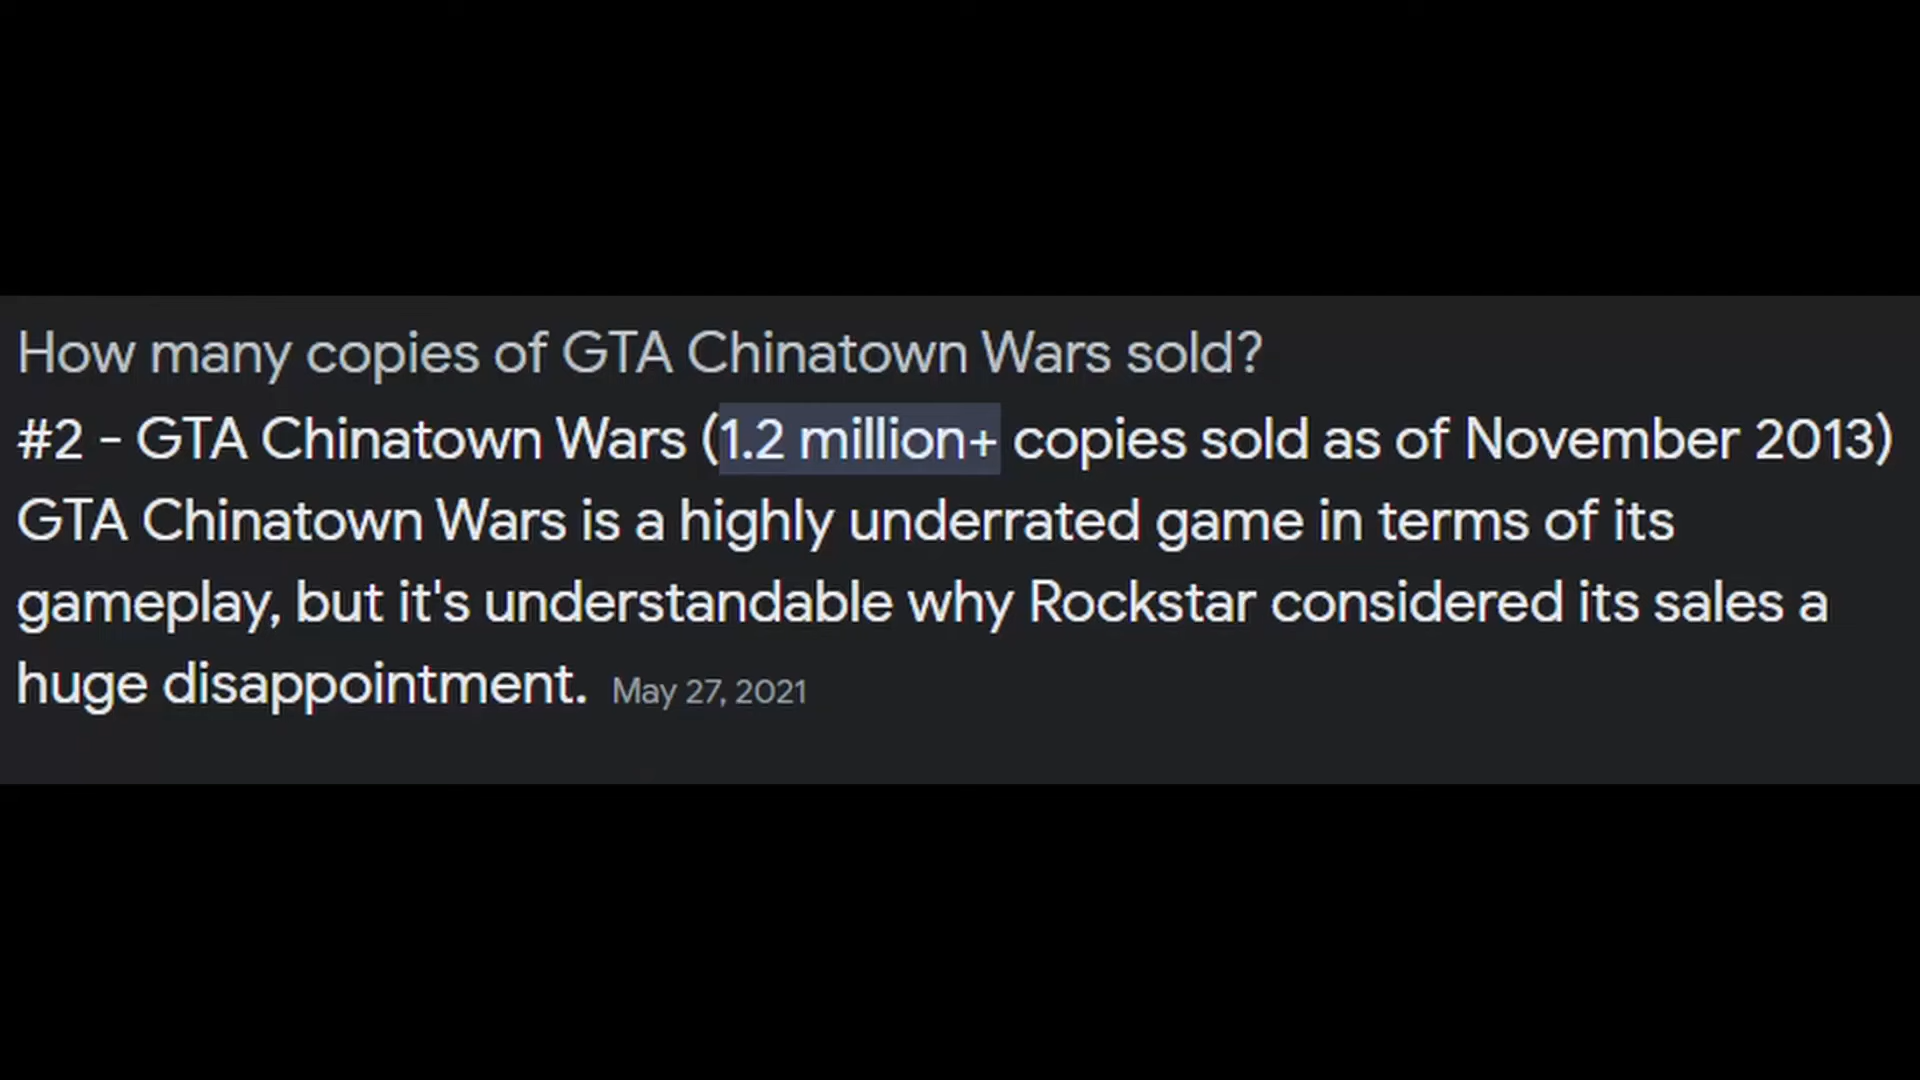 How many copies of GTA Chinatown Wars sold?
#2 - GTA Chinatown Wars (1.2 million+ copies sold as of November 2013)
GTA Chinatown Wars is a highly underrated game in terms of its
gameplay, but it's understandable why Rockstar considered its sales a
huge disappointment. May 27, 2021